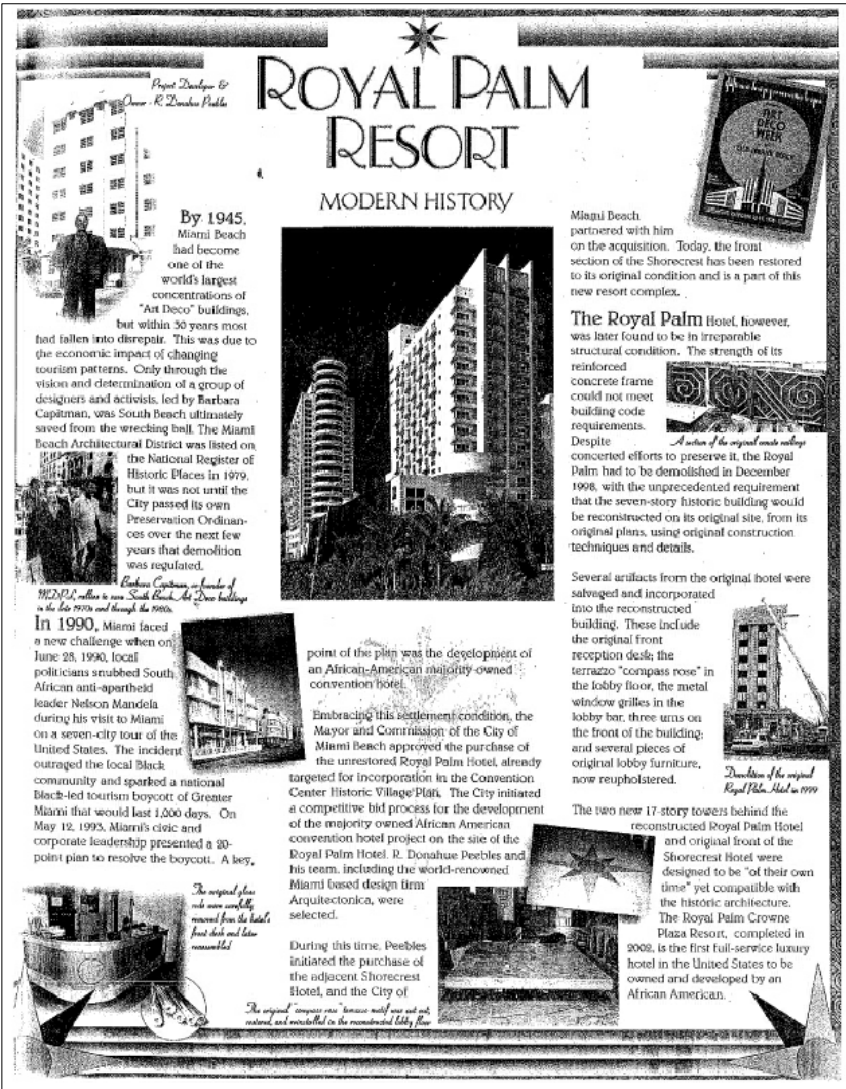 ROYAL PALM
RESORT
MODERN HISTORY
Project Developer &
Owner - R. Donahue Peebles
By 1945,
Miami Beach
had become
one of the
world's largest
concentrations of
"Art Deco" buildings,
but within 30 years most
had fallen into disrepair. This was due to
the economic impact of changing
tourism patterns. Only through the
vision and determination of a group of
designers and activists, led by Barbara
Capitman, was South Beach ultimately
saved from the wrecking ball. The Miami
Beach Architectural District was listed on
the National Register of
Historic Places in 1979,
but it was not until the
City passed its own
Preservation Ordinan-
ces over the next few
years that demolition
was regulated.
Barbara Capitman, co-founder of
M.D.P.L, rallies to save South Beach Art Deco buildings
in the late 1970s and through the 1980s.
In 1990, Miami faced
a new challenge when on
June 28, 1990, local
politicians snubbed South
African anti-apartheid
leader Nelson Mandela
during his visit to Miami
on a seven-city tour of the
United States. The incident
outraged the local Black
community and sparked a national
Black-led tourism boycott of Greater
Miami that would last 1,000 days. On
May 12, 1993, Miami's civic and
corporate leadership presented a 20-
point plan to resolve the boycott. A key
The original glass
rods were carefully
removed from the hotel's
front desk and later
reassembled
point of the plan was the development of
an African-American majority-owned
convention hotel.
Embracing this settlement condition, the
Mayor and Commission of the City of
Miami Beach approved the purchase of
the unrestored Royal Palm Hotel, already
targeted for incorporation in the Convention
Center Historic Village Plan. The City initiated
a competitive bid process for the development
of the majority owned African American
convention hotel project on the site of the
Royal Palm Hotel. R. Donahue Peebles and
his team, including the world-renowned
Miami based design firm
Arquitectonica, were
selected.
During this time, Peebles
initiated the purchase of
the adjacent Shorecrest
Hotel, and the City of
The original "compass rose" terrazzo motif was cut out,
restored, and reinstalled in the reconstructed lobby floor
ART
DECO
WEEK
Miami Beach
partnered with him
on the acquisition. Today, the front
section of the Shorecrest has been restored
to its original condition and is a part of this
new resort complex.
The Royal Palm Hotel, however,
was later found to be in irreparable
structural condition. The strength of its
reinforced
concrete frame
could not meet
building code
requirements.
Despite
A section of the original ornate railings
concerted efforts to preserve it, the Royal
Palm had to be demolished in December
1998, with the unprecedented requirement
that the seven-story historic building would
be reconstructed on its original site, from its
original plans, using original construction
techniques and details.
Several artifacts from the original hotel were
salvaged and incorporated
into the reconstructed
building. These include
the original front
reception desk; the
terrazzo "compass rose" in
the lobby floor, the metal
window grilles in the
lobby bar, three urns on
the front of the building;
and several pieces of
original lobby furniture,
now reupholstered.
Demolition of the original
Royal Palm Hotel in 1999
The two new 17-story towers behind the
reconstructed Royal Palm Hotel
and original front of the
Shorecrest Hotel were
designed to be "of their own
time" yet compatible with
the historic architecture.
The Royal Palm Crowne
Plaza Resort, completed in
2002, is the first full-service luxury
hotel in the United States to be
owned and developed by an
African American.